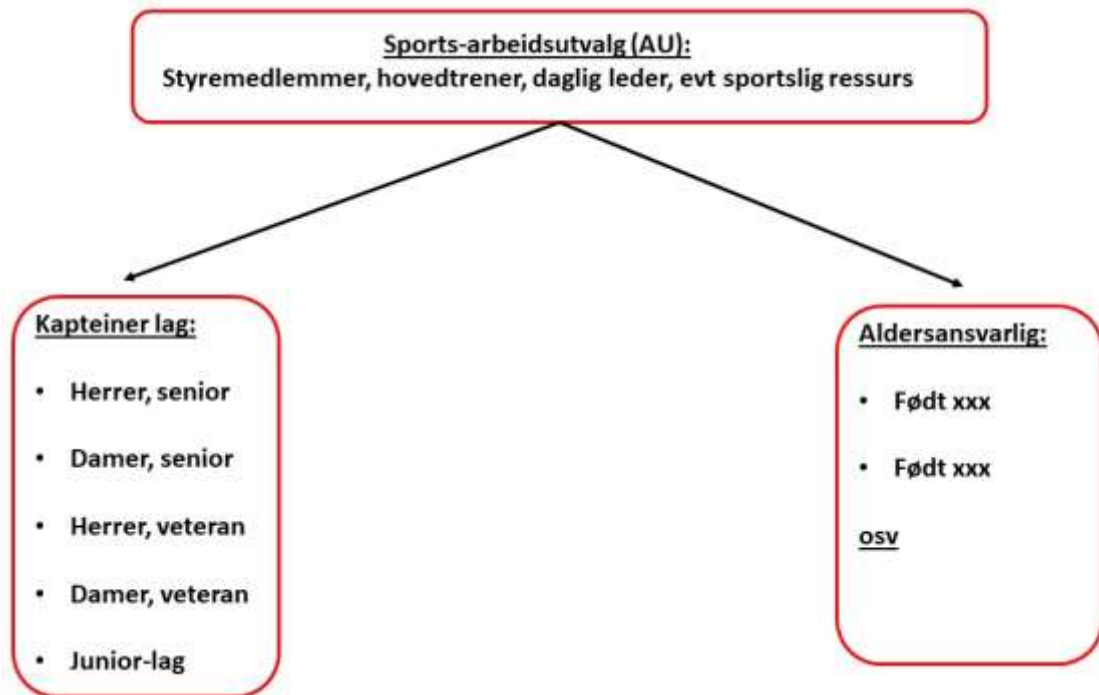 Sports-arbeidsutvalg (AU):
Styremedlemmer, hovedtrener, daglig leder, evt sportslig ressurs
Kapteiner lag:
• Herrer, senior
• Damer, senior
• Herrer, veteran
• Damer, veteran
• Junior-lag
Aldersansvarlig:
• Født xxx
• Født xxx
osv